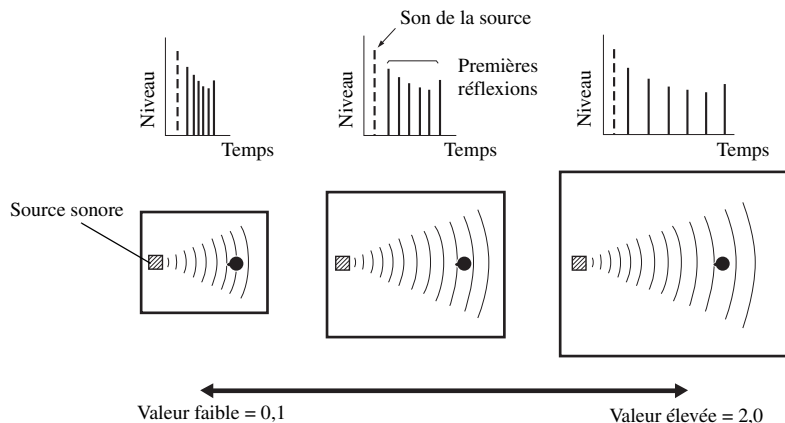 Son de la source
Premières
réflexions
Niveau
Temps
Niveau
Temps
Niveau
Temps
Source sonore
Valeur faible = 0,1
Valeur élevée = 2,0